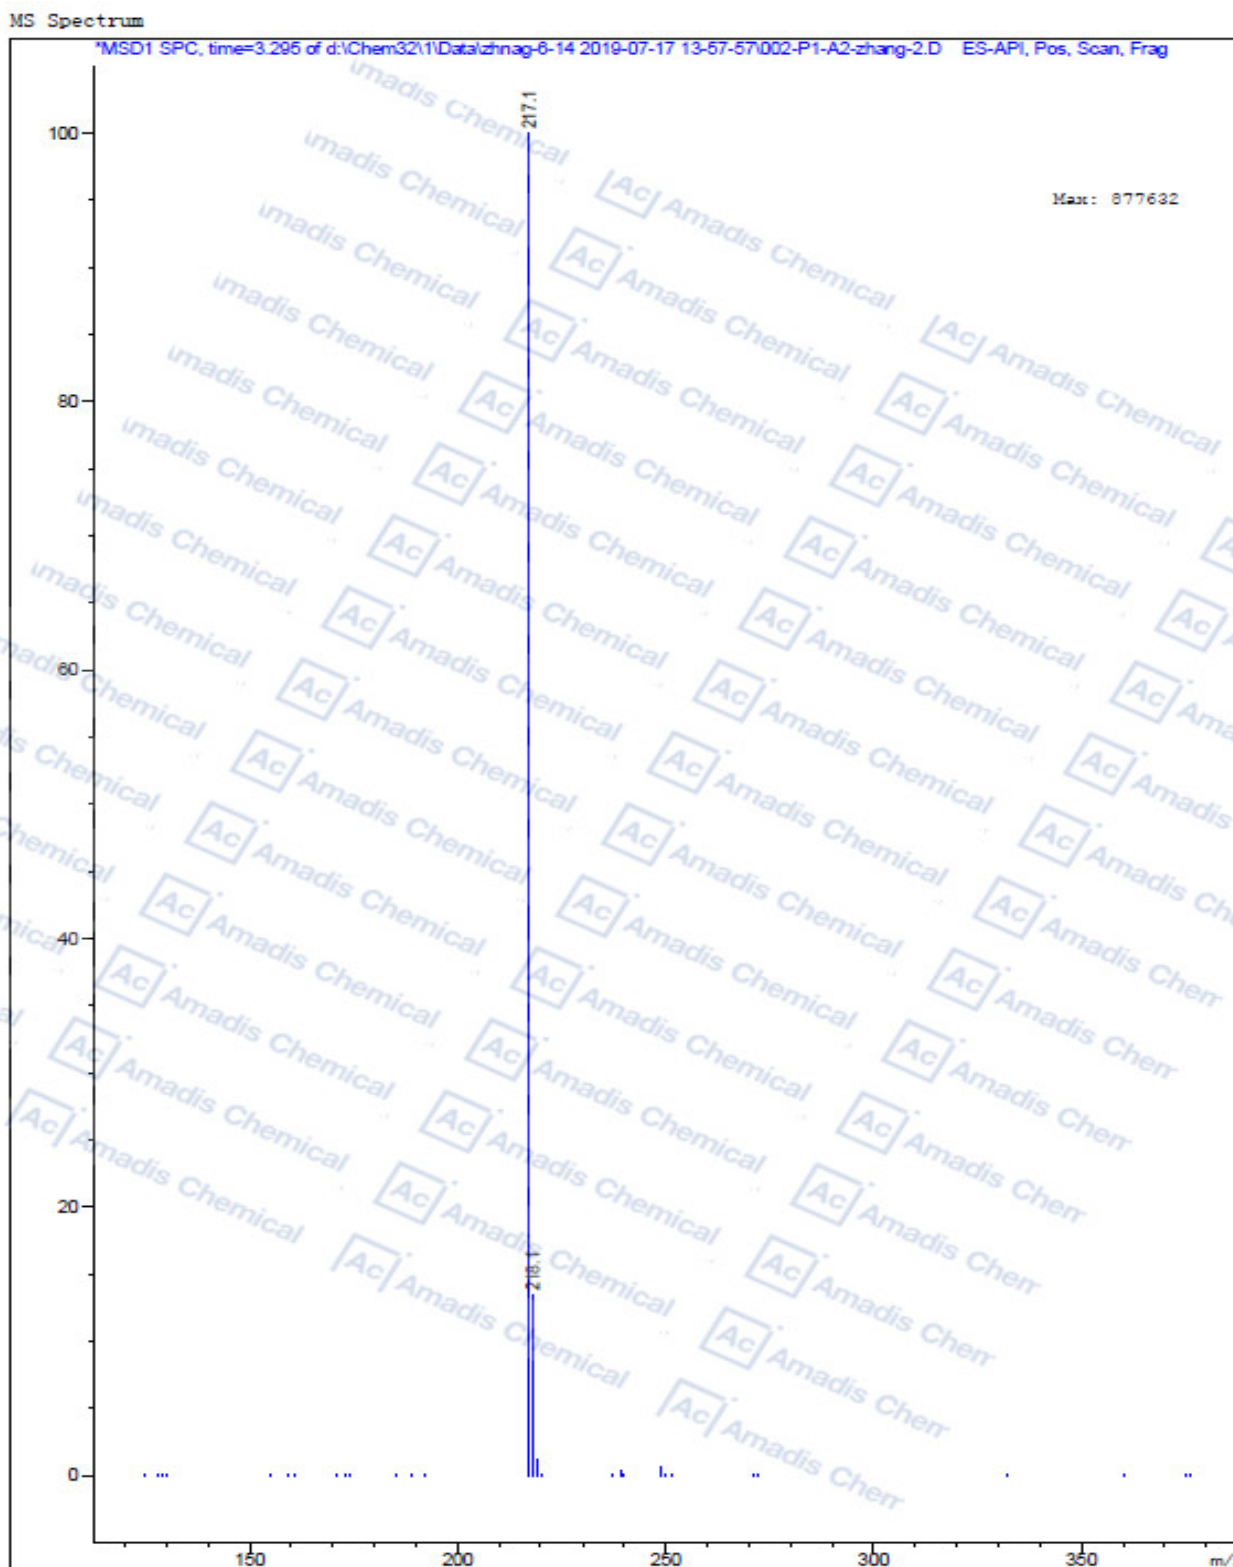 MS Spectrum
*MSD1 SPC, time=3.295 of d:\Chem32\1\Data\zhnag-6-14 2019-07-17 13-57-57\002-P1-A2-zhang-2.D ES-API, Pos, Scan, Frag
217.1
100
Max: 877632
80
60
40
20
218.1
0
150 200 250 300 350 m/
Ac Amadis Chemical